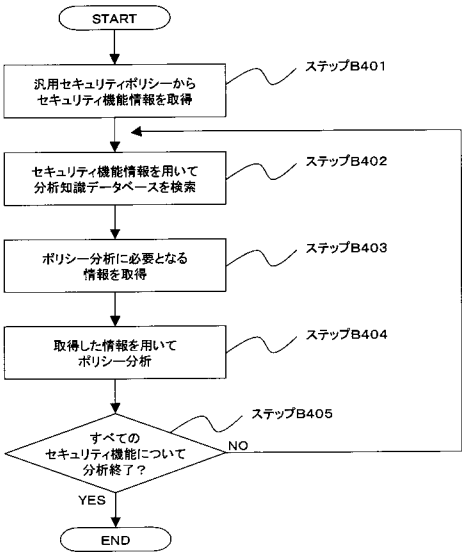 START
汎用セキュリティポリシーから
セキュリティ機能情報を取得
ステップB401
セキュリティ機能情報を用いて
分析知識データベースを検索
ステップB402
ポリシー分析に必要となる
情報を取得
ステップB403
取得した情報を用いて
ポリシー分析
ステップB404
すべての
セキュリティ機能について
分析終了？
ステップB405
NO
YES
END